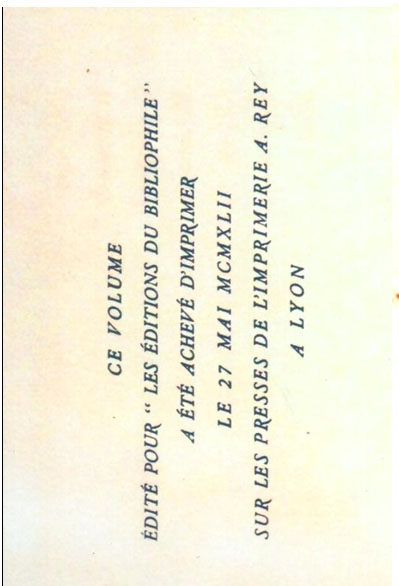 CE VOLUME
ÉDITÉ POUR “ LES ÉDITIONS DU BIBLIOPHILE”
A ÉTÉ ACHEVÉ D'IMPRIMER
LE 27 MAI MCMXLII
SUR LES PRESSES DE L'IMPRIMERIE A. REY
A LYON